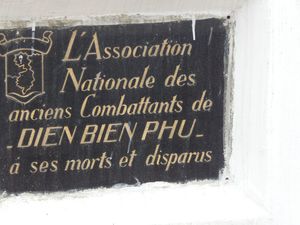 L'Association
Nationale des
anciens Combattants de
- DIEN BIEN PHU -
à ses morts et disparus